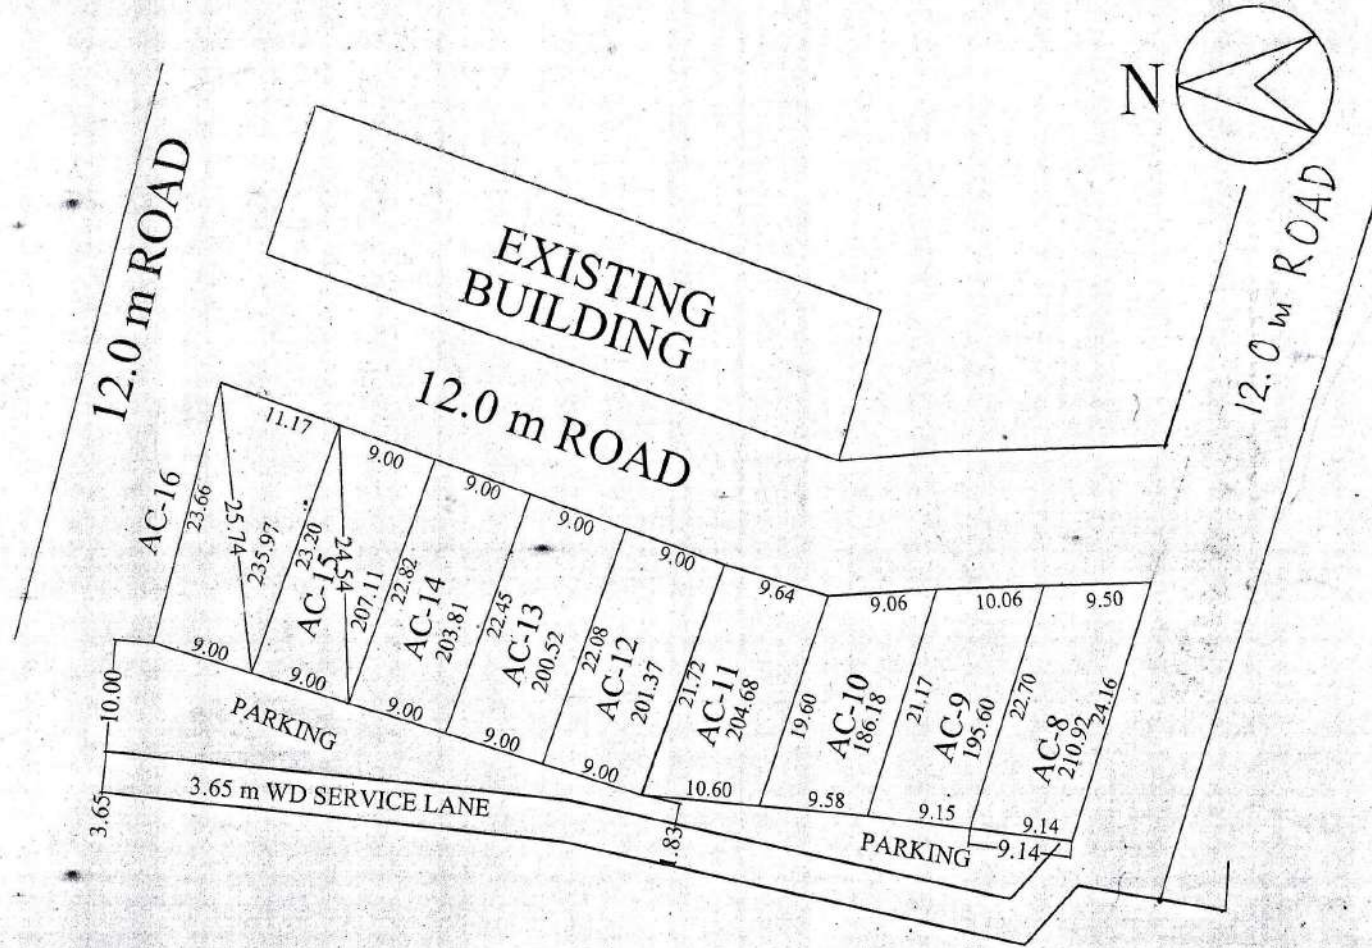 N
12.0 m ROAD
12.0 m ROAD
EXISTING
BUILDING
12.0 m ROAD
11.17
9.00
9.00
9.00
9.00
9.64
9.06
10.06
9.50
AC-16
23.66
25.74
235.97
23.20
AC-15
24.54
207.11
22.82
AC-14
203.81
22.45
AC-13
200.52
22.08
AC-12
201.37
21.72
AC-11
204.68
19.60
AC-10
186.18
21.17
AC-9
195.60
22.70
AC-8
210.92
24.16
9.00
9.00
9.00
9.00
9.00
10.60
9.58
9.15
9.14
9.14
10.00
PARKING
PARKING
3.65
3.65 m WD SERVICE LANE
1.83